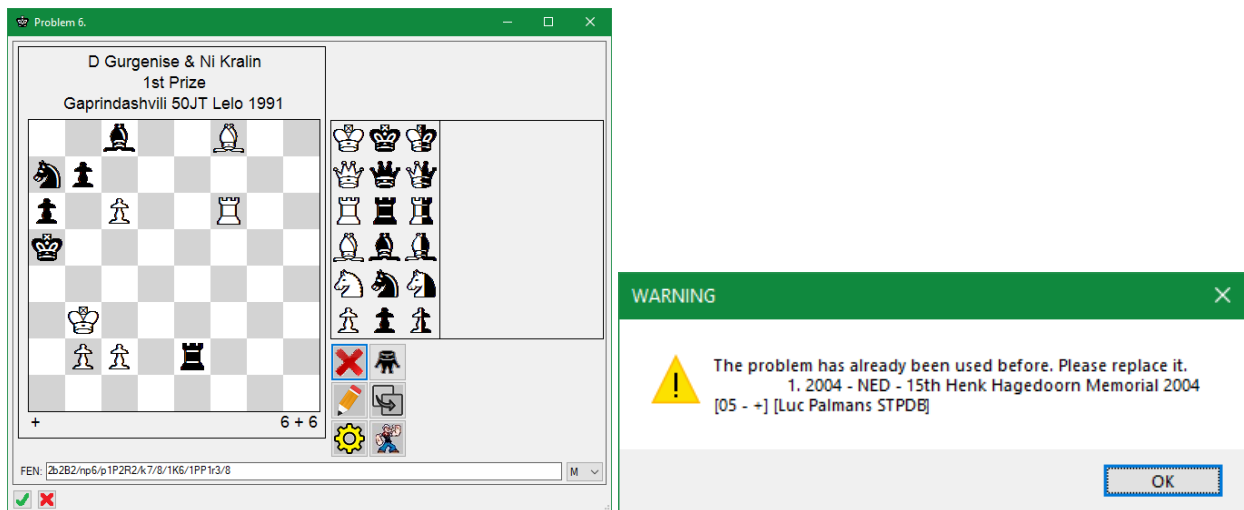 Problem 6.
D Gurgenise & Ni Kralin
1st Prize
Gaprindashvili 50JT Lelo 1991
+ 6 + 6
FEN: 2b2B2/np6/p1P2R2/k7/8/1K6/1PP1r3/8 M
WARNING
The problem has already been used before. Please replace it.
1. 2004 - NED - 15th Henk Hagedoorn Memorial 2004
[05 - +] [Luc Palmans STPDB]
OK